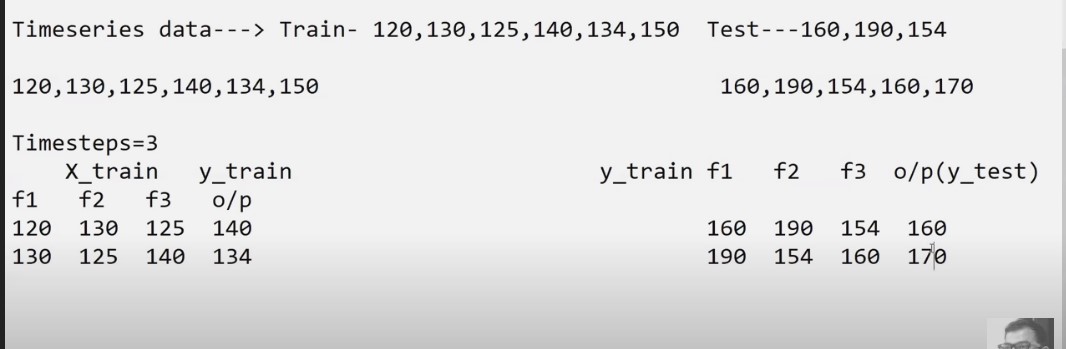 Timeseries data---> Train- 120,130,125,140,134,150 Test---160,190,154
120,130,125,140,134,150 160,190,154,160,170
Timesteps=3
X_train y_train y_train f1 f2 f3 o/p(y_test)
f1 f2 f3 o/p
120 130 125 140 160 190 154 160
130 125 140 134 190 154 160 170